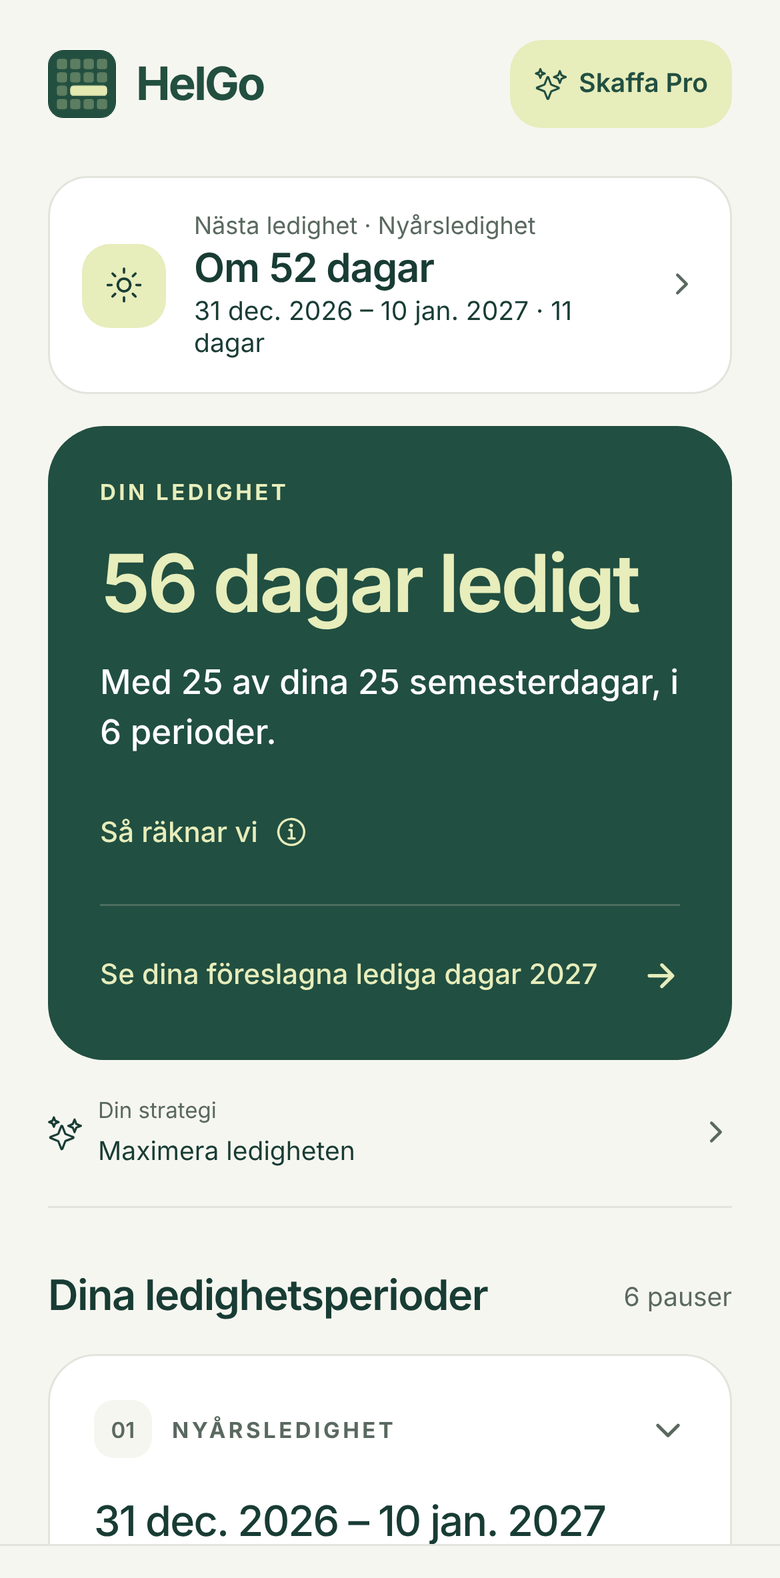 HelGo
Skaffa Pro
Nästa ledighet · Nyårsledighet
Om 52 dagar
31 dec. 2026 – 10 jan. 2027 · 11
dagar
DIN LEDIGHET
56 dagar ledigt
Med 25 av dina 25 semesterdagar, i
6 perioder.
Så räknar vi
Se dina föreslagna lediga dagar 2027
Din strategi
Maximera ledigheten
Dina ledighetsperioder
6 pauser
01 NYÅRSLEDIGHET
31 dec. 2026 – 10 jan. 2027